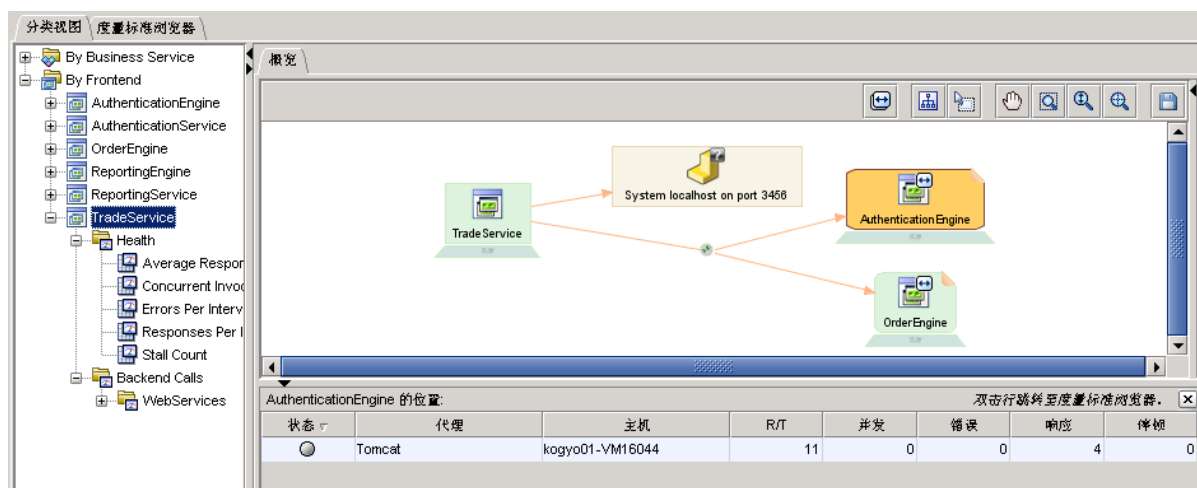 分类视图 度量标准浏览器
By Business Service
By Frontend
AuthenticationEngine
AuthenticationService
OrderEngine
ReportingEngine
ReportingService
TradeService
Health
Average Respor
Concurrent Invo
Errors Per Interv
Responses Per I
Stall Count
Backend Calls
WebServices
概览
System localhost on port 3456
TradeService
AuthenticationEngine
OrderEngine
AuthenticationEngine 的位置: 双击行跳转至度量标准浏览器.
状态 代理 主机 R/T 并发 错误 响应 停顿
Tomcat kogyo01-VM16044 11 0 0 4 0